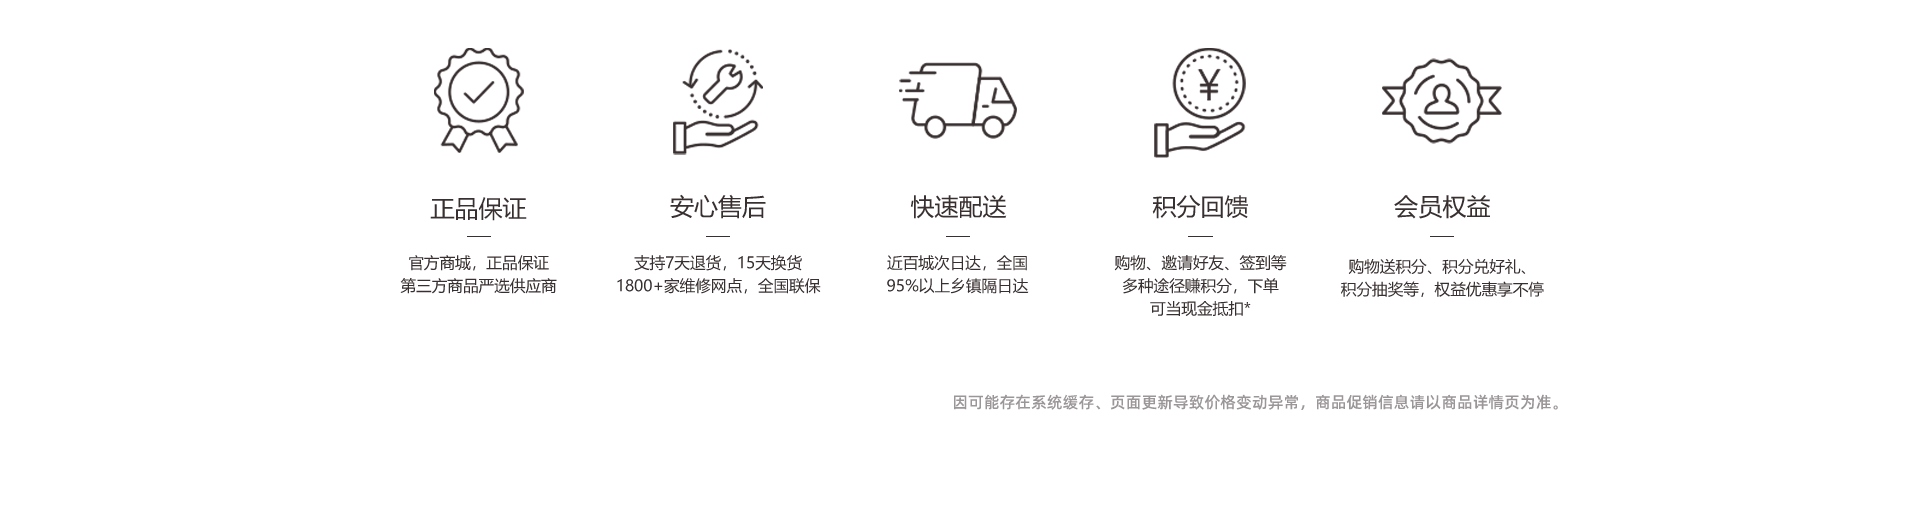 ¥
正品保证
官方商城，正品保证
第三方商品严选供应商
安心售后
支持7天退货，15天换货
1800+家维修网点，全国联保
快速配送
近百城次日达，全国
95%以上乡镇隔日达
积分回馈
购物、邀请好友、签到等
多种途径赚积分，下单
可当现金抵扣*
会员权益
购物送积分、积分兑好礼、
积分抽奖等，权益优惠享不停
因可能存在系统缓存、页面更新导致价格变动异常，商品促销信息请以商品详情页为准。